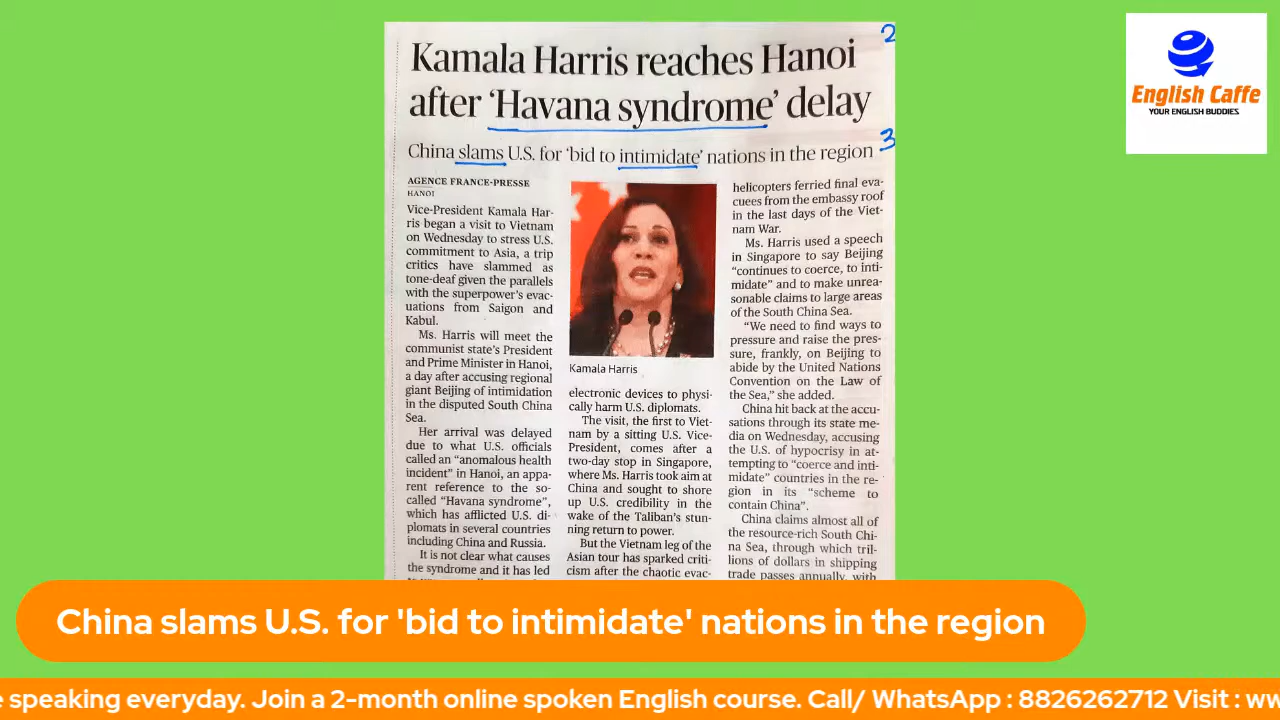 Kamala Harris reaches Hanoi
after ‘Havana syndrome’ delay
2
China slams U.S. for ‘bid to intimidate’ nations in the region
3
AGENCE FRANCE-PRESSE
HANOI
Vice-President Kamala Har-
ris began a visit to Vietnam
on Wednesday to stress U.S.
commitment to Asia, a trip
critics have slammed as
tone-deaf given the parallels
with the superpower’s evac-
uations from Saigon and
Kabul.
Ms. Harris will meet the
communist state’s President
and Prime Minister in Hanoi,
a day after accusing regional
giant Beijing of intimidation
in the disputed South China
Sea.
Her arrival was delayed
due to what U.S. officials
called an “anomalous health
incident” in Hanoi, an appa-
rent reference to the so-
called “Havana syndrome”,
which has afflicted U.S. di-
plomats in several countries
including China and Russia.
It is not clear what causes
the syndrome and it has led
Kamala Harris
electronic devices to physi-
cally harm U.S. diplomats.
The visit, the first to Viet-
nam by a sitting U.S. Vice-
President, comes after a
two-day stop in Singapore,
where Ms. Harris took aim at
China and sought to shore
up U.S. credibility in the
wake of the Taliban’s stun-
ning return to power.
But the Vietnam leg of the
Asian tour has sparked criti-
cism after the chaotic evac-
helicopters ferried final eva-
cuees from the embassy roof
in the last days of the Viet-
nam War.
Ms. Harris used a speech
in Singapore to say Beijing
“continues to coerce, to inti-
midate” and to make unrea-
sonable claims to large areas
of the South China Sea.
“We need to find ways to
pressure and raise the pres-
sure, frankly, on Beijing to
abide by the United Nations
Convention on the Law of
the Sea,” she added.
China hit back at the accu-
sations through its state me-
dia on Wednesday, accusing
the U.S. of hypocrisy in at-
tempting to “coerce and inti-
midate” countries in the re-
gion in its “scheme to
contain China”.
China claims almost all of
the resource-rich South Chi-
na Sea, through which tril-
lions of dollars in shipping
trade passes annually, with
English Caffe
YOUR ENGLISH BUDDIES
China slams U.S. for 'bid to intimidate' nations in the region
e speaking everyday. Join a 2-month online spoken English course. Call/ WhatsApp : 8826262712 Visit : ww